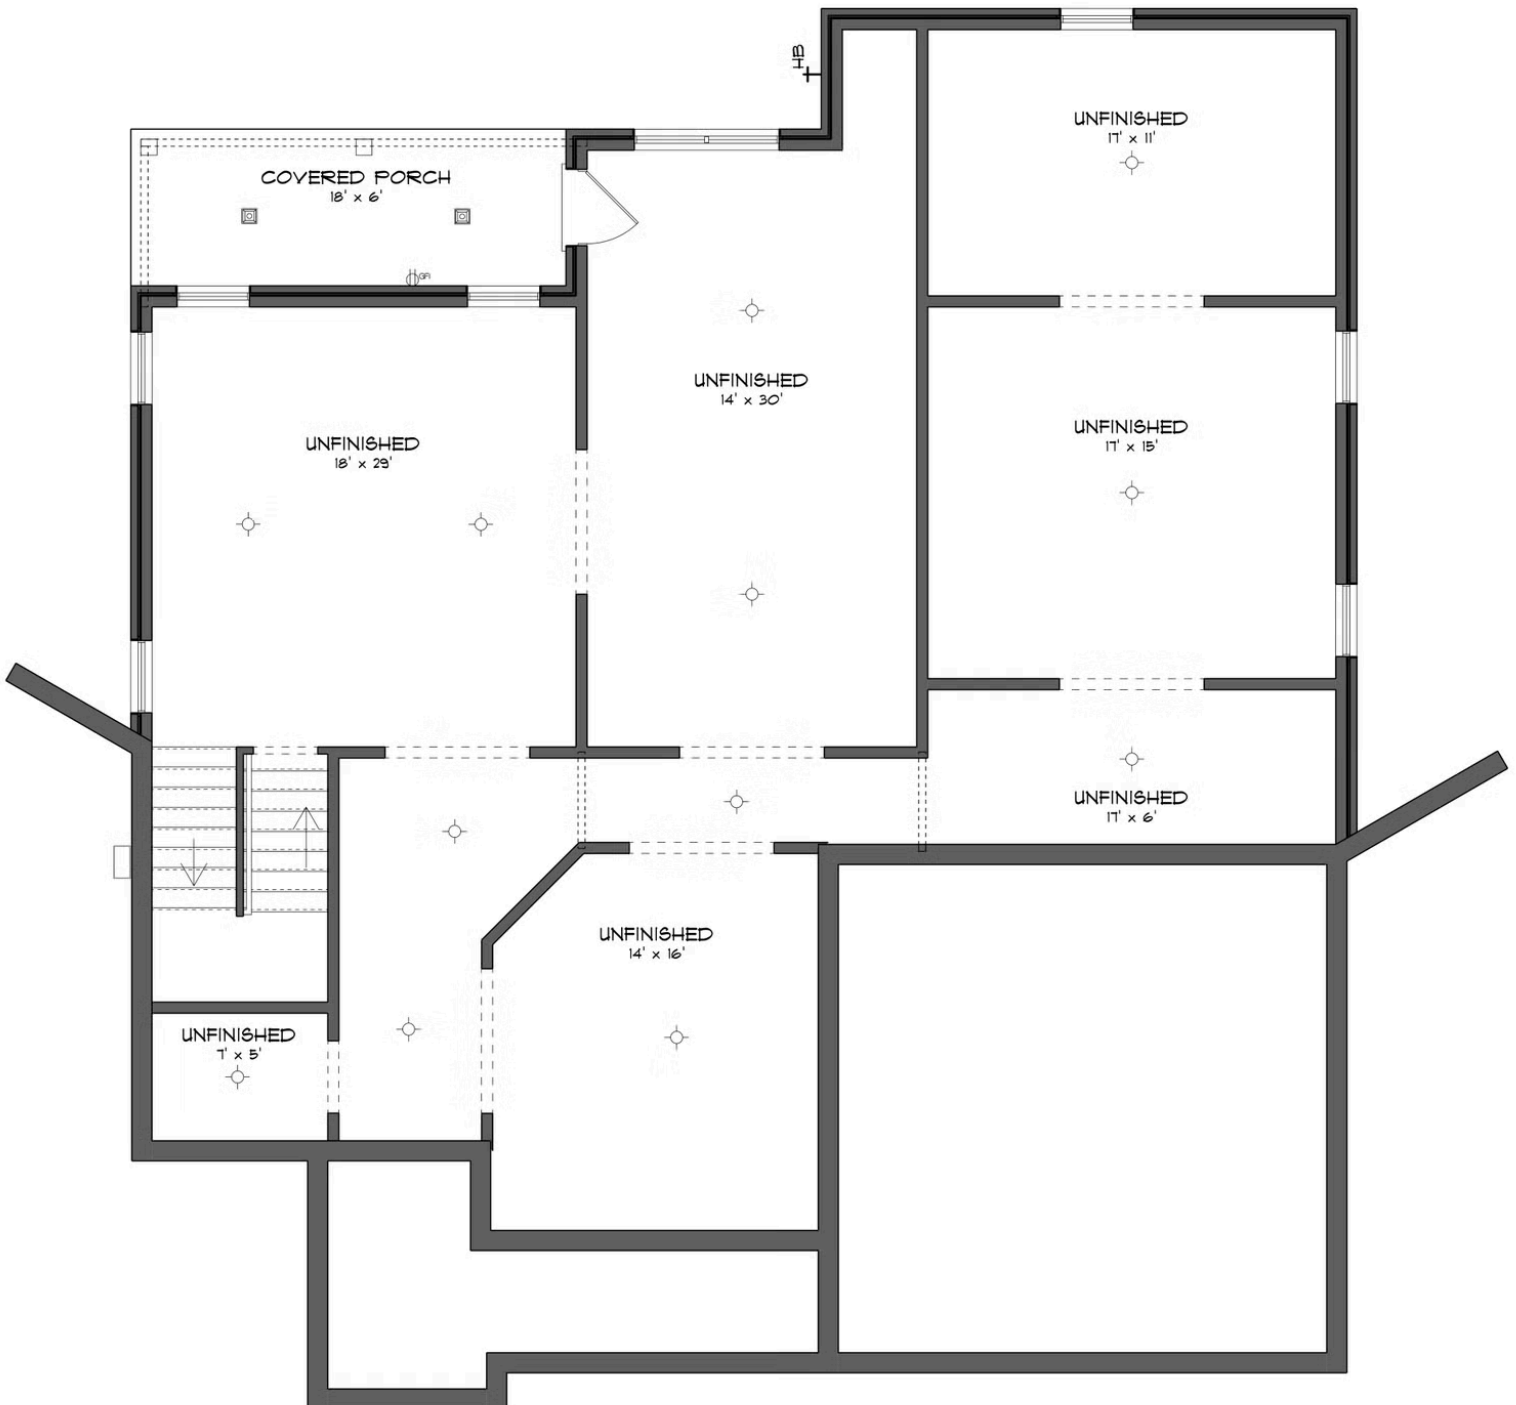 HB
UNFINISHED
17' x 11'
COVERED PORCH
18' x 6'
GFI
UNFINISHED
14' x 30'
UNFINISHED
17' x 15'
UNFINISHED
18' x 29'
UNFINISHED
17' x 6'
UNFINISHED
14' x 16'
UNFINISHED
7' x 5'